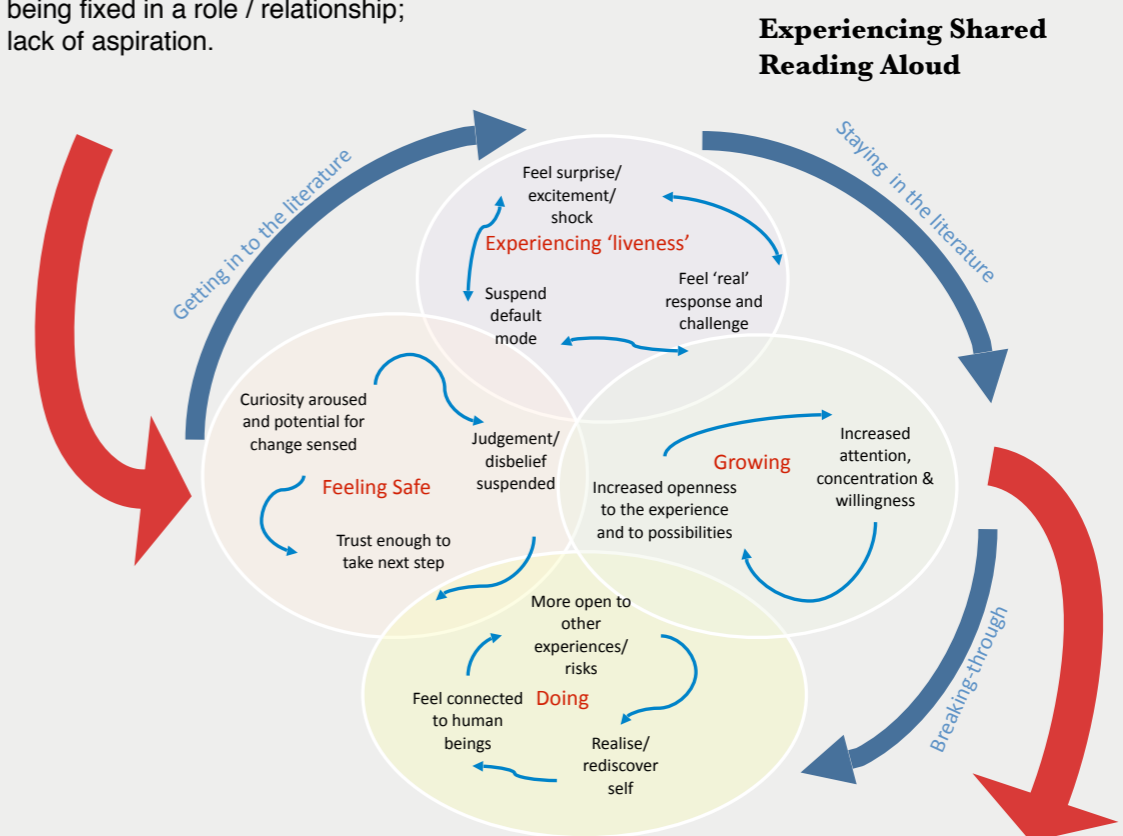 being fixed in a role / relationship;
lack of aspiration.
Experiencing Shared
Reading Aloud
Getting in to the literature
Staying in the literature
Feel surprise/
excitement/
shock
Experiencing ‘liveness’
Suspend
default
mode
Feel ‘real’
response and
challenge
Curiosity aroused
and potential for
change sensed
Judgement/
disbelief
suspended
Feeling Safe
Trust enough to
take next step
Growing
Increased
attention,
concentration &
willingness
Increased openness
to the experience
and to possibilities
More open to
other
experiences/
risks
Feel connected
to human
beings
Doing
Realise/
rediscover
self
Breaking-through